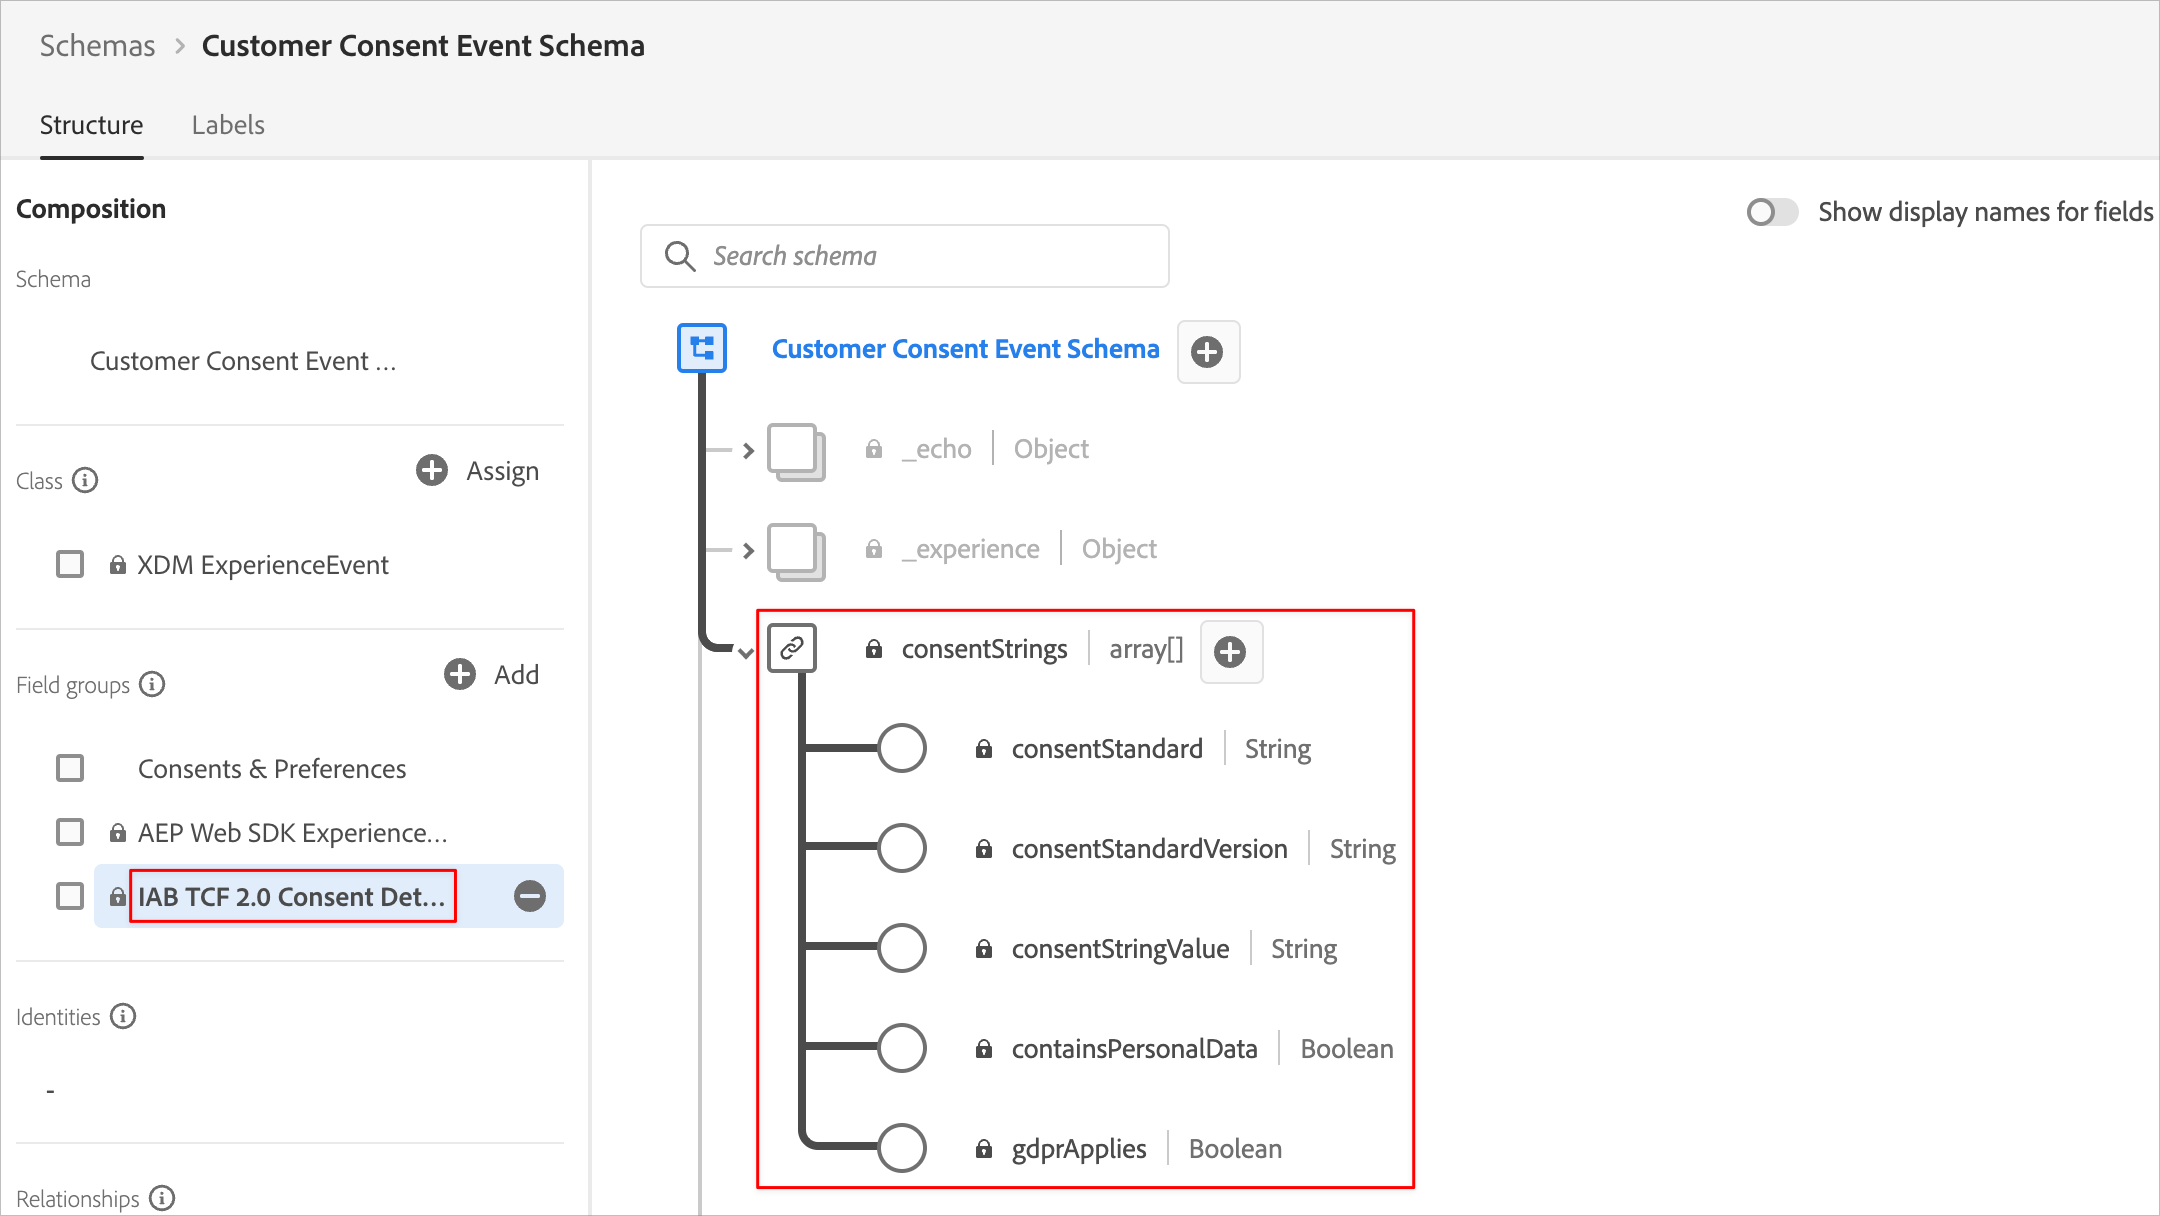 Schemas > Customer Consent Event Schema
Structure Labels
Composition
Schema
Customer Consent Event ...
Class
Assign
XDM ExperienceEvent
Field groups
Add
Consents & Preferences
AEP Web SDK Experience...
IAB TCF 2.0 Consent Det...
Identities
-
Relationships
Show display names for fields
Search schema
Customer Consent Event Schema
_echo | Object
_experience | Object
consentStrings | array[]
consentStandard | String
consentStandardVersion | String
consentStringValue | String
containsPersonalData | Boolean
gdprApplies | Boolean